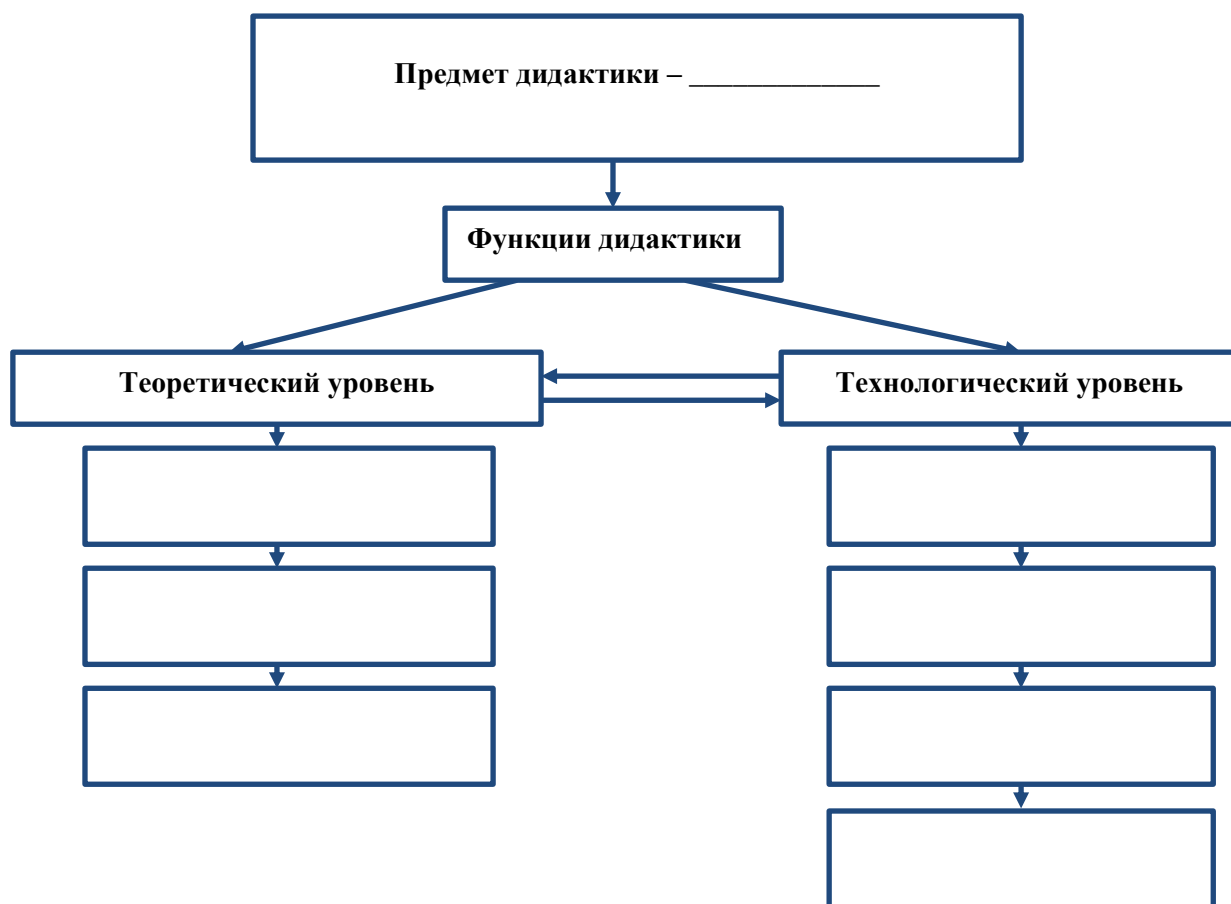 Предмет дидактики – _____________
Функции дидактики
Теоретический уровень
Технологический уровень